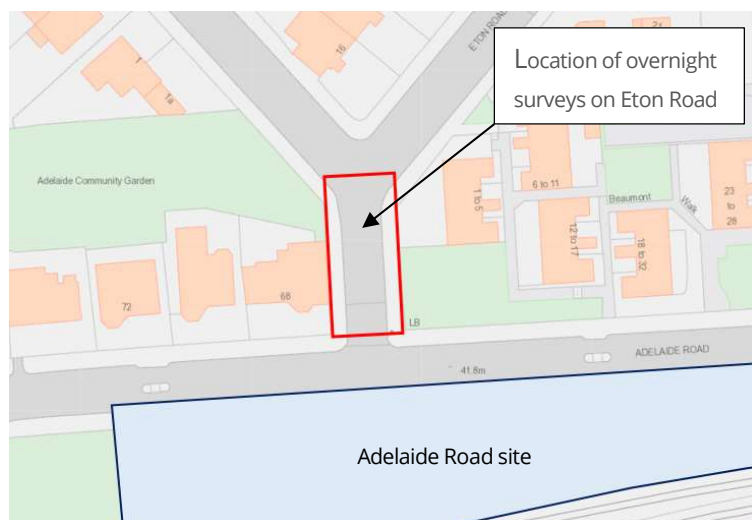 ETON ROAD
Location of overnight
surveys on Eton Road
16
21
1
1a
Adelaide Community Garden
1 to 5
6 to 11
Beaumont
Walk
23
to
28
12 to 17
18 to 32
72
68
LB
ADELAIDE ROAD
41.8m
Adelaide Road site